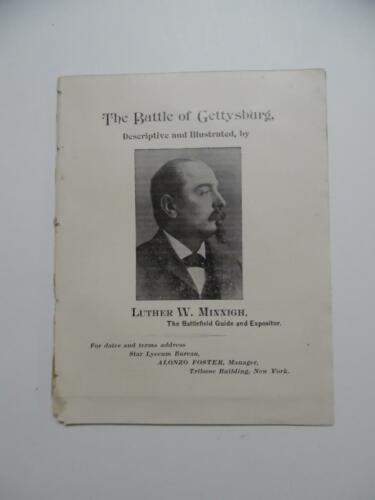 The Battle of Gettysburg,
Descriptive and Illustrated, by
LUTHER W. MINNIGH,
The Battlefield Guide and Expositor.
For dates and terms address
Star Lyceum Bureau,
ALONZO FOSTER, Manager,
Tribune Building, New York.